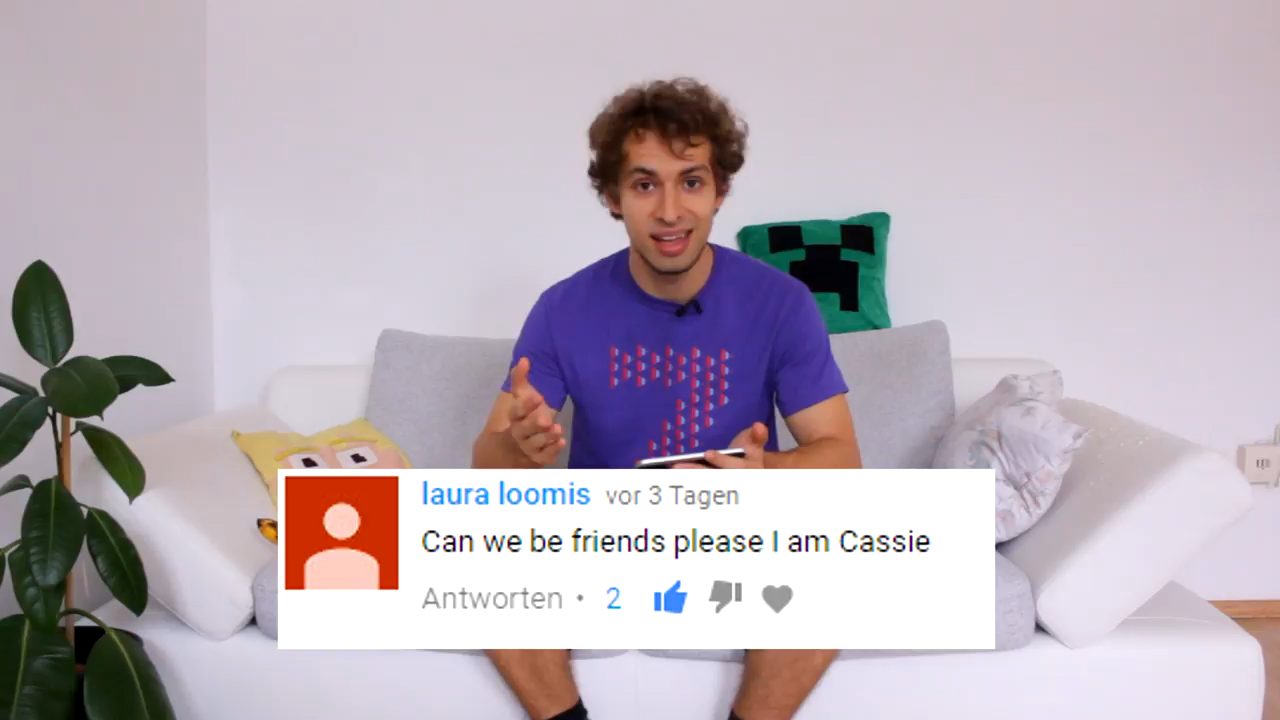 laura loomis vor 3 Tagen
Can we be friends please I am Cassie
Antworten • 2